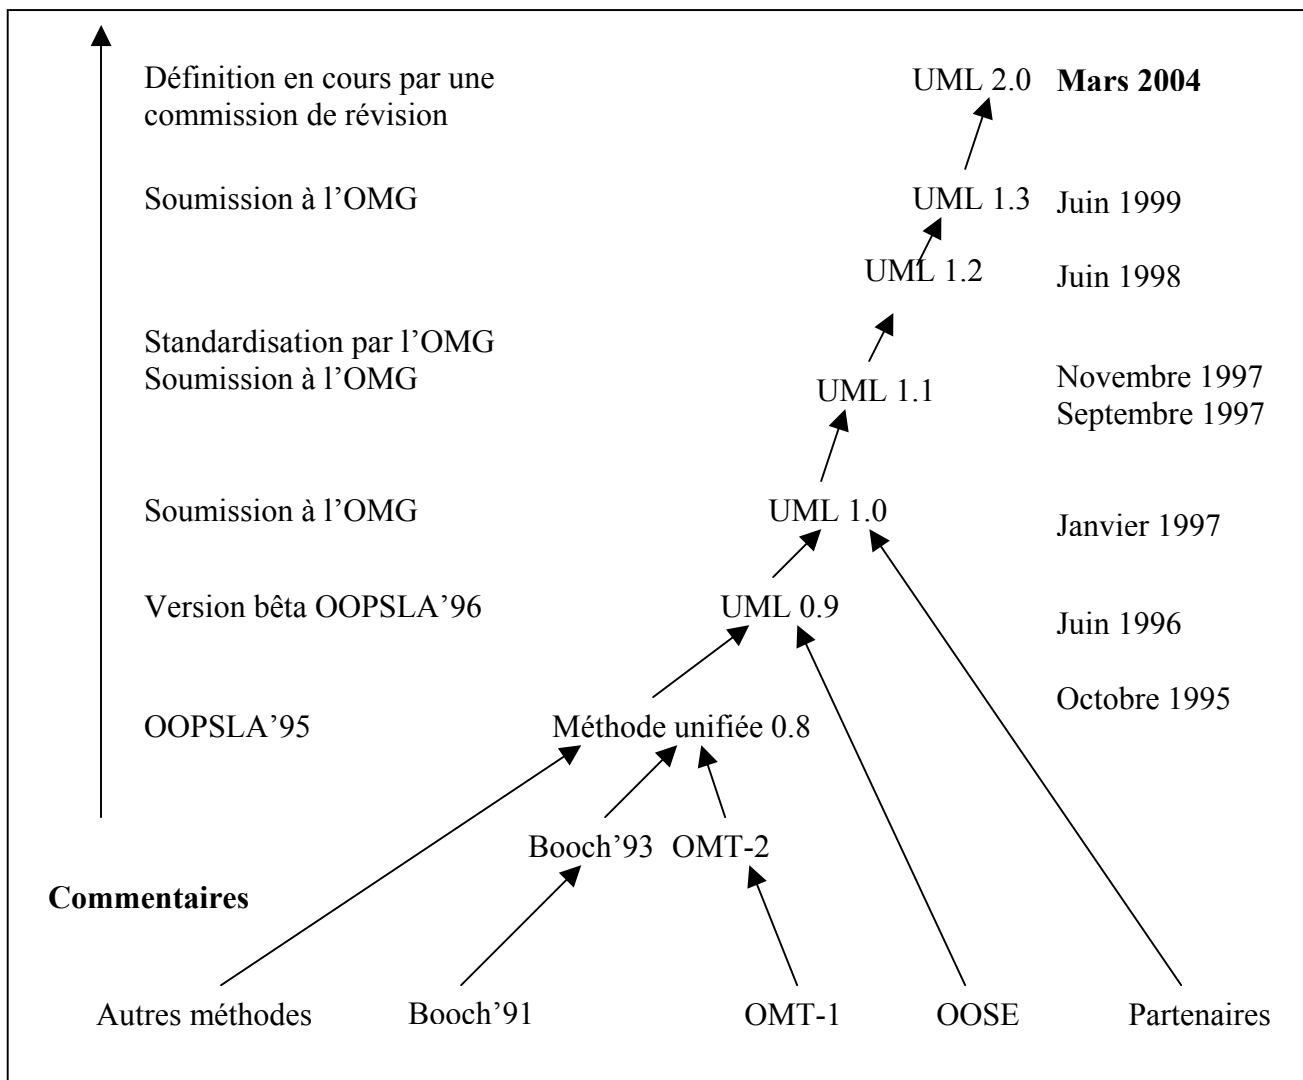 Définition en cours par une
commission de révision
UML 2.0 Mars 2004
Soumission à l’OMG
UML 1.3 Juin 1999
UML 1.2 Juin 1998
Standardisation par l’OMG
Soumission à l’OMG
UML 1.1
Novembre 1997
Septembre 1997
Soumission à l’OMG
UML 1.0
Janvier 1997
Version bêta OOPSLA’96
UML 0.9
Juin 1996
Octobre 1995
OOPSLA’95
Méthode unifiée 0.8
Booch’93 OMT-2
Commentaires
Autres méthodes Booch’91 OMT-1 OOSE Partenaires